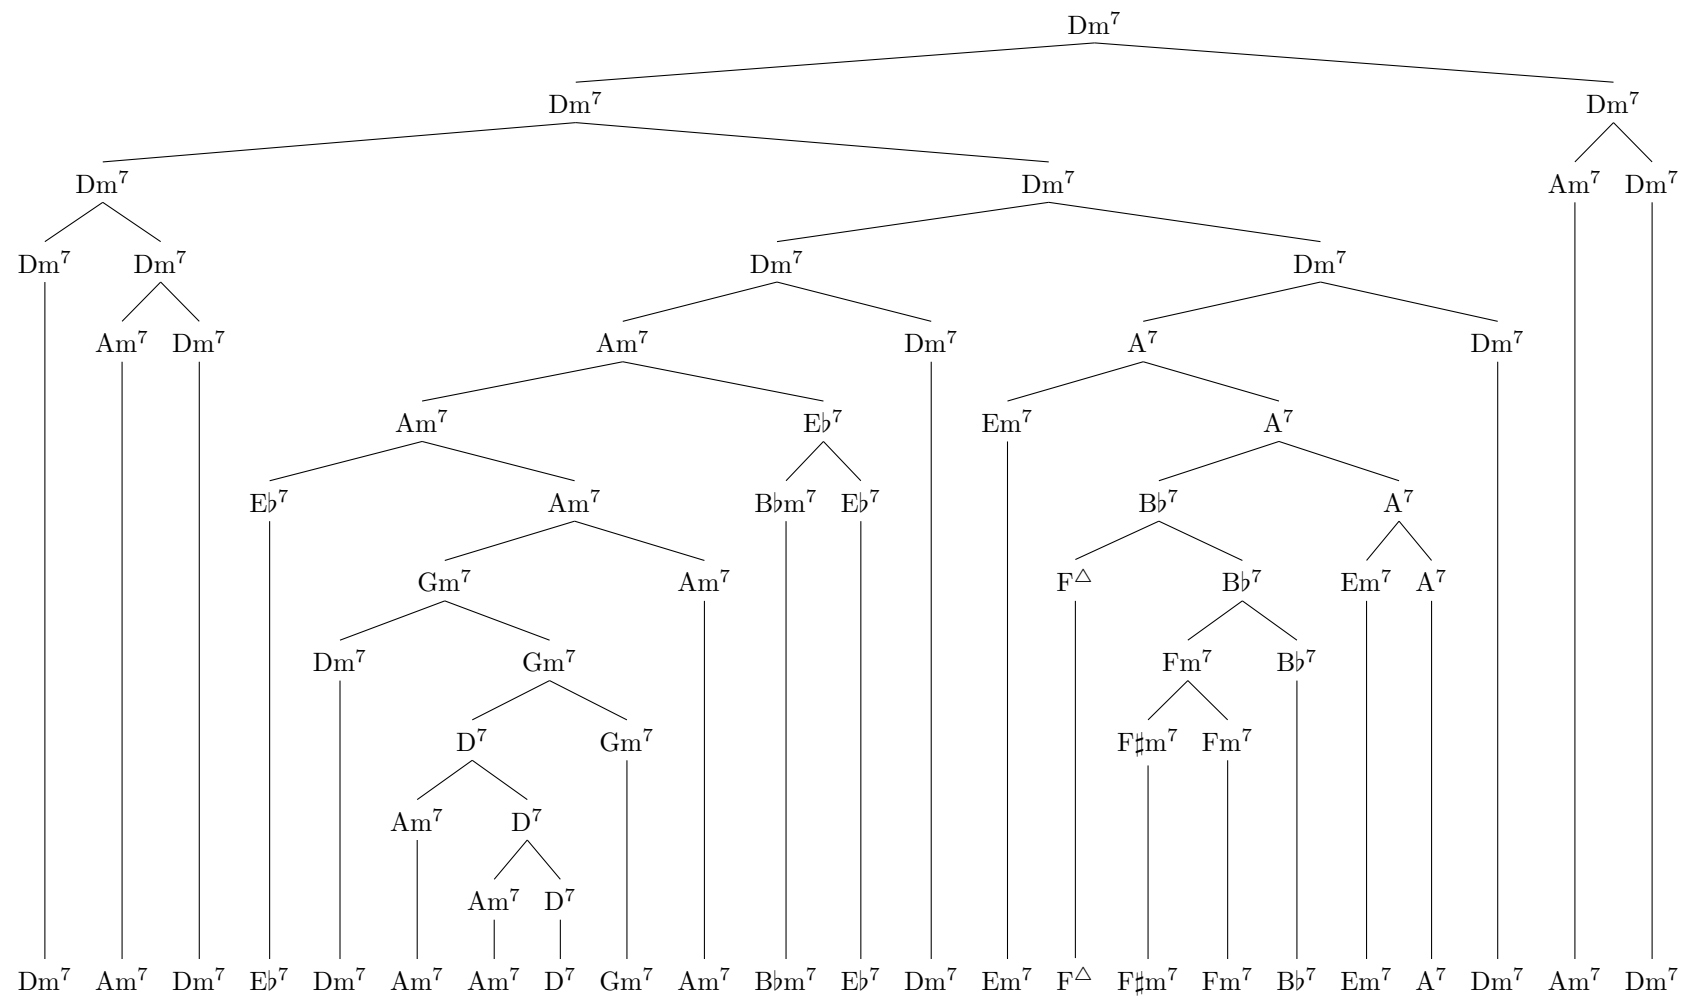 Dm⁷
Dm⁷ Dm⁷
Dm⁷ Dm⁷ Am⁷ Dm⁷
Dm⁷ Dm⁷ Dm⁷ Dm⁷
Am⁷ Dm⁷ Am⁷ Dm⁷ A⁷ Dm⁷
Am⁷ E♭⁷ Em⁷ A⁷
E♭⁷ Am⁷ B♭m⁷ E♭⁷ B♭⁷ A⁷
Gm⁷ Am⁷ F△ B♭⁷ Em⁷ A⁷
Dm⁷ Gm⁷ Fm⁷ B♭⁷
D⁷ Gm⁷ F♯m⁷ Fm⁷
Am⁷ D⁷
Am⁷ D⁷
Dm⁷ Am⁷ Dm⁷ E♭⁷ Dm⁷ Am⁷ Am⁷ D⁷ Gm⁷ Am⁷ B♭m⁷ E♭⁷ Dm⁷ Em⁷ F△ F♯m⁷ Fm⁷ B♭⁷ Em⁷ A⁷ Dm⁷ Am⁷ Dm⁷